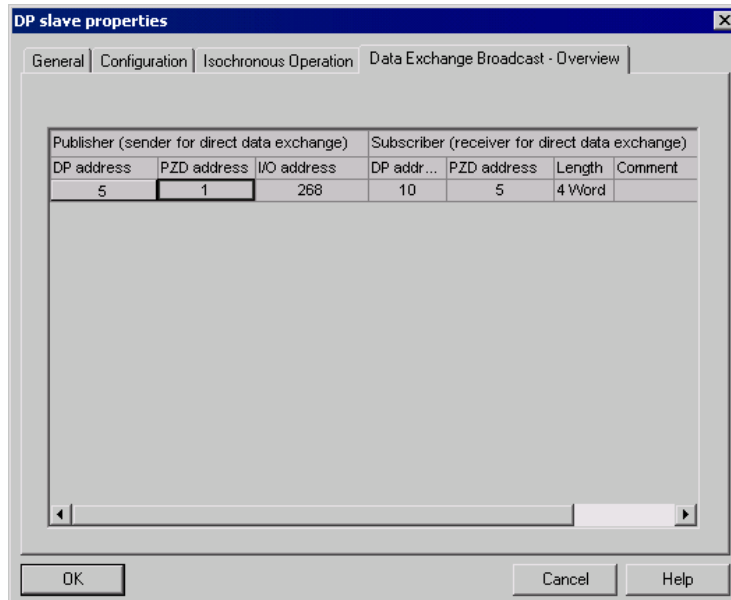 DP slave properties
General Configuration Isochronous Operation Data Exchange Broadcast - Overview
Publisher (sender for direct data exchange) Subscriber (receiver for direct data exchange)
DP address PZD address I/O address DP addr... PZD address Length Comment
5 1 268 10 5 4 Word
OK Cancel Help